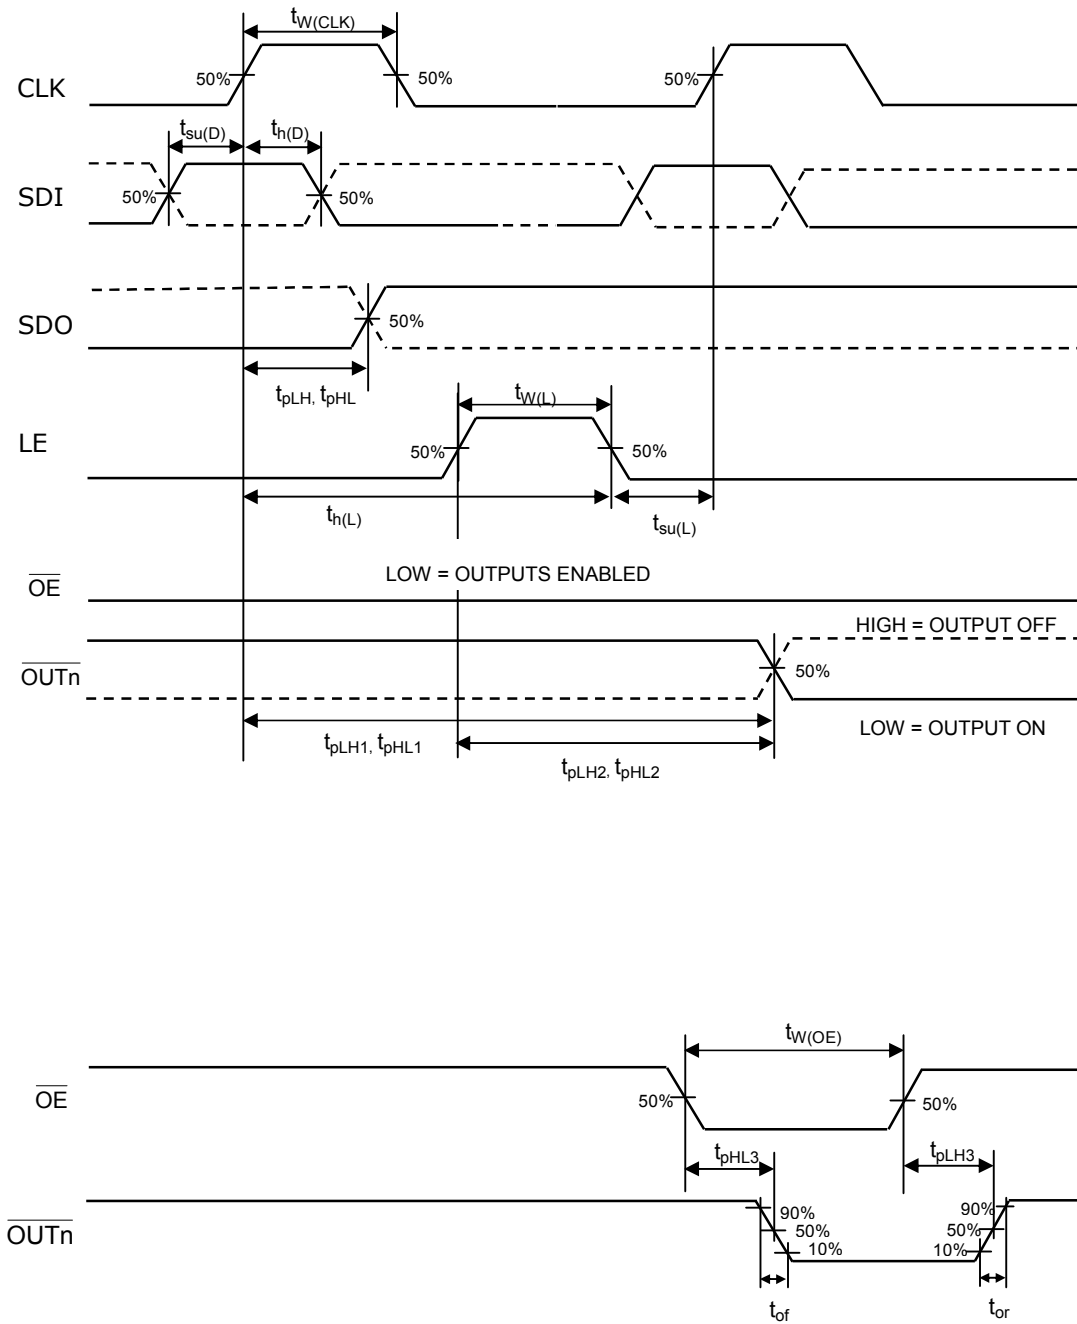 tW(CLK)
50%
50%
50%
CLK
tsu(D)
th(D)
50%
50%
SDI
50%
SDO
tpLH, tpHL
tW(L)
50%
50%
LE
th(L)
tsu(L)
LOW = OUTPUTS ENABLED
OE
HIGH = OUTPUT OFF
50%
OUTn
LOW = OUTPUT ON
tpLH1, tpHL1
tpLH2, tpHL2
tW(OE)
50%
50%
OE
tpHL3
tpLH3
90%
90%
50%
50%
OUTn
10%
10%
tof
tor